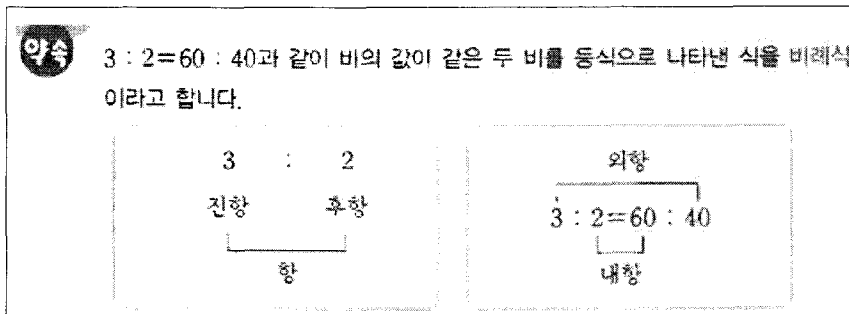 약속
3 : 2=60 : 40과 같이 비의 값이 같은 두 비를 등식으로 나타낸 식을 비례식
이라고 합니다.
3 : 2
전항 후항
항
외항
3 : 2=60 : 40
내항